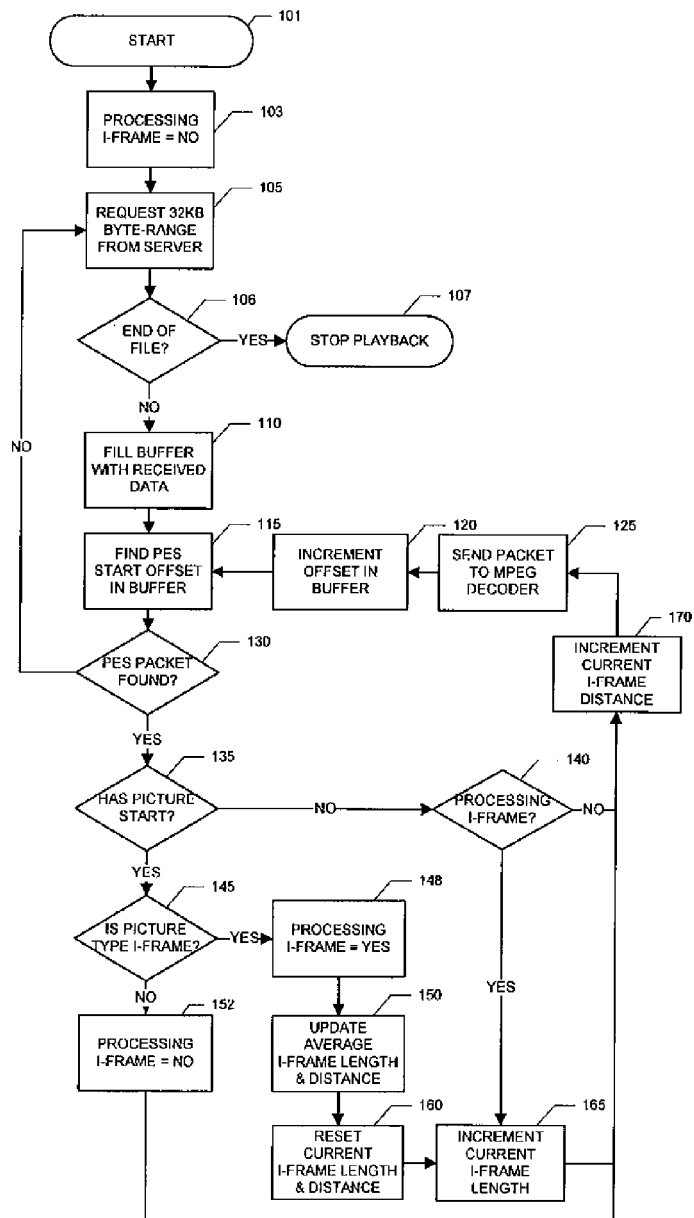 101
START
PROCESSING
I-FRAME = NO
103
REQUEST 32KB
BYTE-RANGE
FROM SERVER
105
END OF
FILE?
106
YES
STOP PLAYBACK
107
NO
NO
FILL BUFFER
WITH RECEIVED
DATA
110
FIND PES
START OFFSET
IN BUFFER
115
INCREMENT
OFFSET IN
BUFFER
120
SEND PACKET
TO MPEG
DECODER
125
PES PACKET
FOUND?
130
INCREMENT
CURRENT
I-FRAME
DISTANCE
170
YES
HAS PICTURE
START?
135
NO
PROCESSING
I-FRAME?
140
NO
YES
IS PICTURE
TYPE I-FRAME?
145
YES
PROCESSING
I-FRAME = YES
148
YES
NO
PROCESSING
I-FRAME = NO
152
UPDATE
AVERAGE
I-FRAME LENGTH
& DISTANCE
150
RESET
CURRENT
I-FRAME LENGTH
& DISTANCE
160
INCREMENT
CURRENT
I-FRAME
LENGTH
165